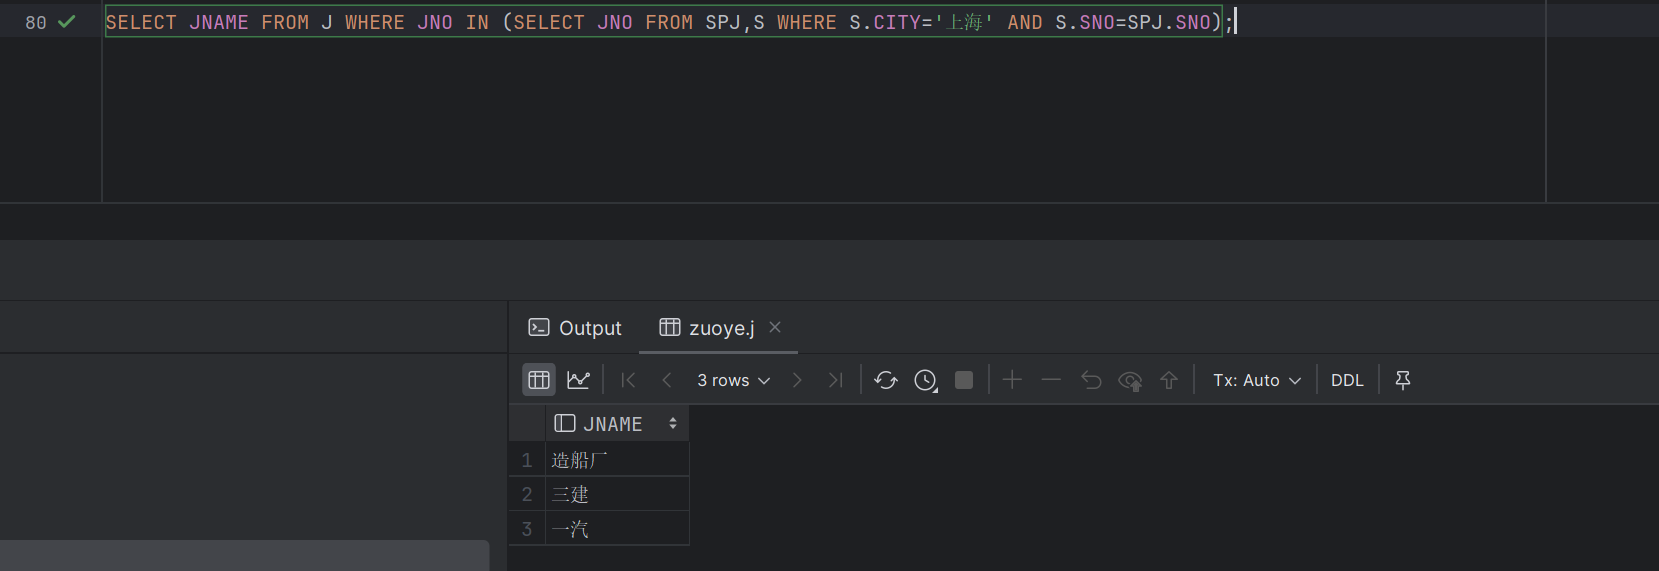 80 SELECT JNAME FROM J WHERE JNO IN (SELECT JNO FROM SPJ,S WHERE S.CITY='上海' AND S.SNO=SPJ.SNO);
Output zuoye.j
3 rows Tx: Auto DDL
JNAME
1 造船厂
2 三建
3 一汽